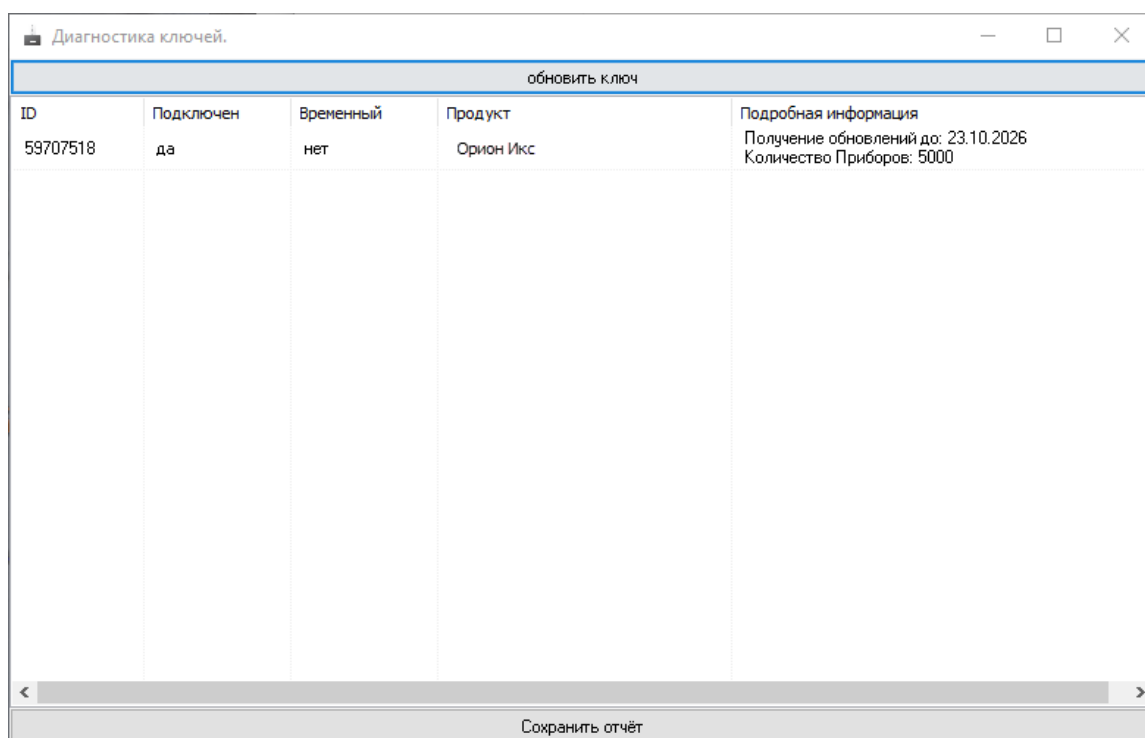 Диагностика ключей.
обновить ключ
ID Подключен Временный Продукт Подробная информация
59707518 да нет Орион Икс Получение обновлений до: 23.10.2026
Количество Приборов: 5000
Сохранить отчёт